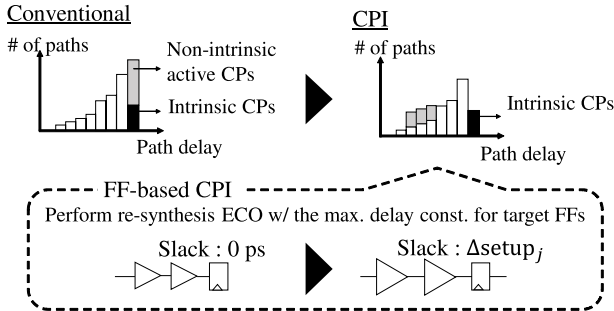 Conventional
# of paths
Non-intrinsic
active CPs
Intrinsic CPs
Path delay
CPI
# of paths
Intrinsic CPs
Path delay
FF-based CPI
Perform re-synthesis ECO w/ the max. delay const. for target FFs
Slack : 0 ps
Slack : Δsetupⱼ